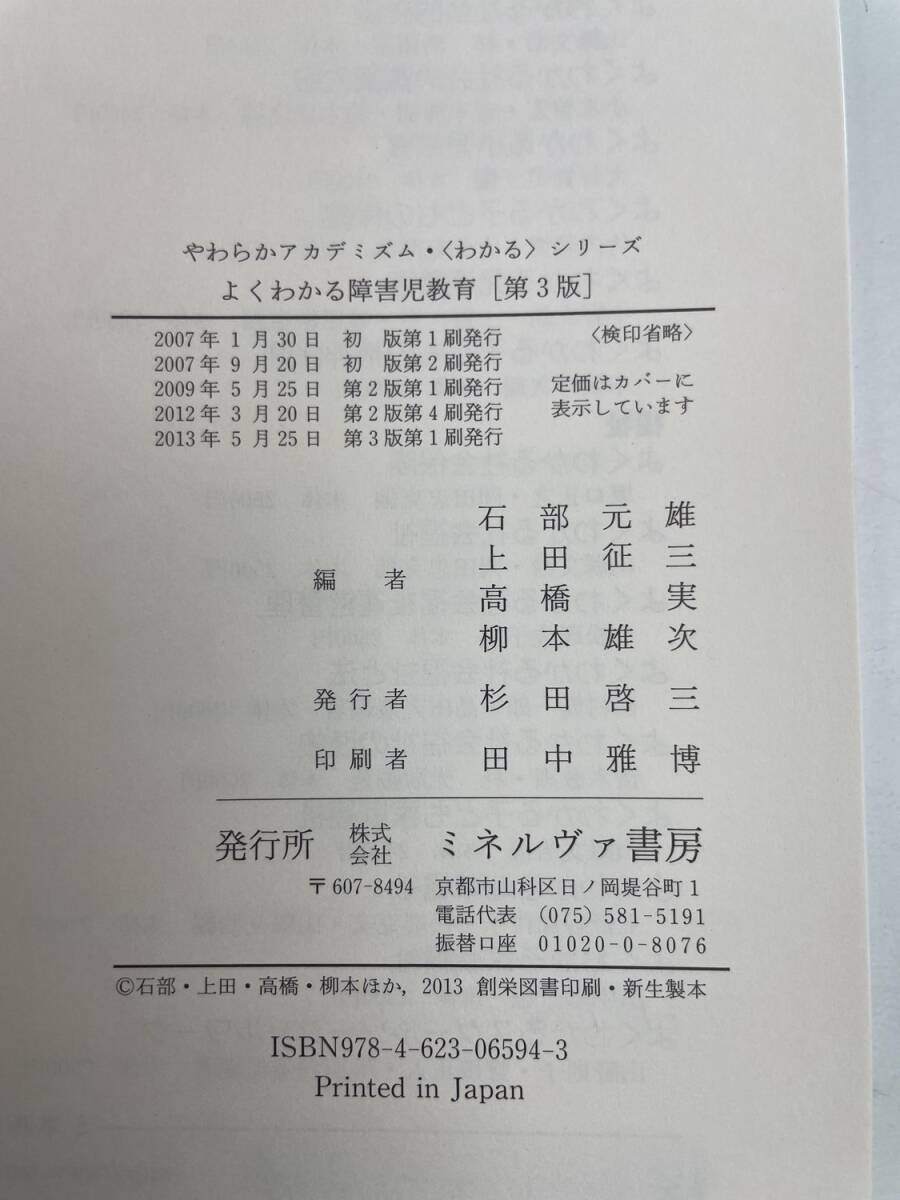 やわらかアカデミズム・〈わかる〉シリーズ
よくわかる障害児教育［第3版］
2007年 1月30日 初 版第1刷発行 〈検印省略〉
2007年 9月20日 初 版第2刷発行
2009年 5月25日 第2版第1刷発行 定価はカバーに
2012年 3月20日 第2版第4刷発行 表示しています
2013年 5月25日 第3版第1刷発行
石部元雄
上田征三
編者
高橋実
柳本雄次
発行者 杉田啓三
印刷者 田中雅博
発行所 株式会社 ミネルヴァ書房
〒607-8494 京都市山科区日ノ岡堤谷町1
電話代表 (075) 581-5191
振替口座 01020-0-8076
©石部・上田・高橋・柳本ほか, 2013 創栄図書印刷・新生製本
ISBN978-4-623-06594-3
Printed in Japan